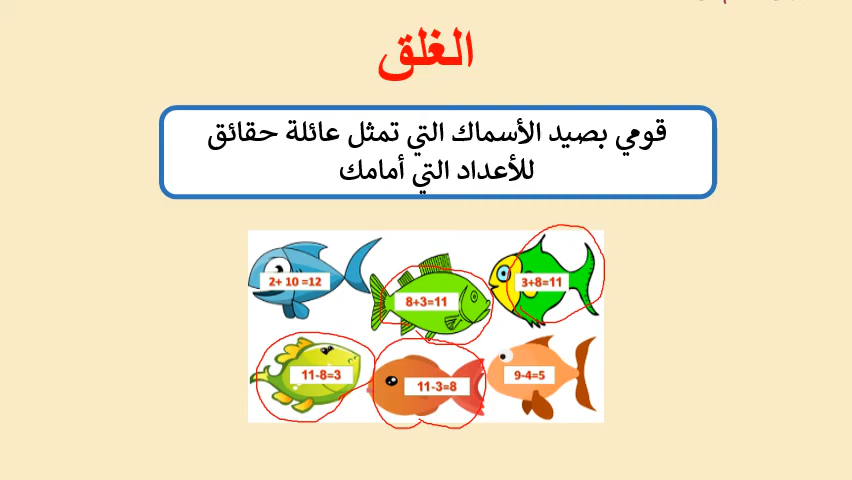 الغلق
قومي بصيد الأسماك التي تمثل عائلة حقائق
للأعداد التي أمامك
2+ 10 =12
8+3=11
3+8=11
11-8=3
11-3=8
9-4=5